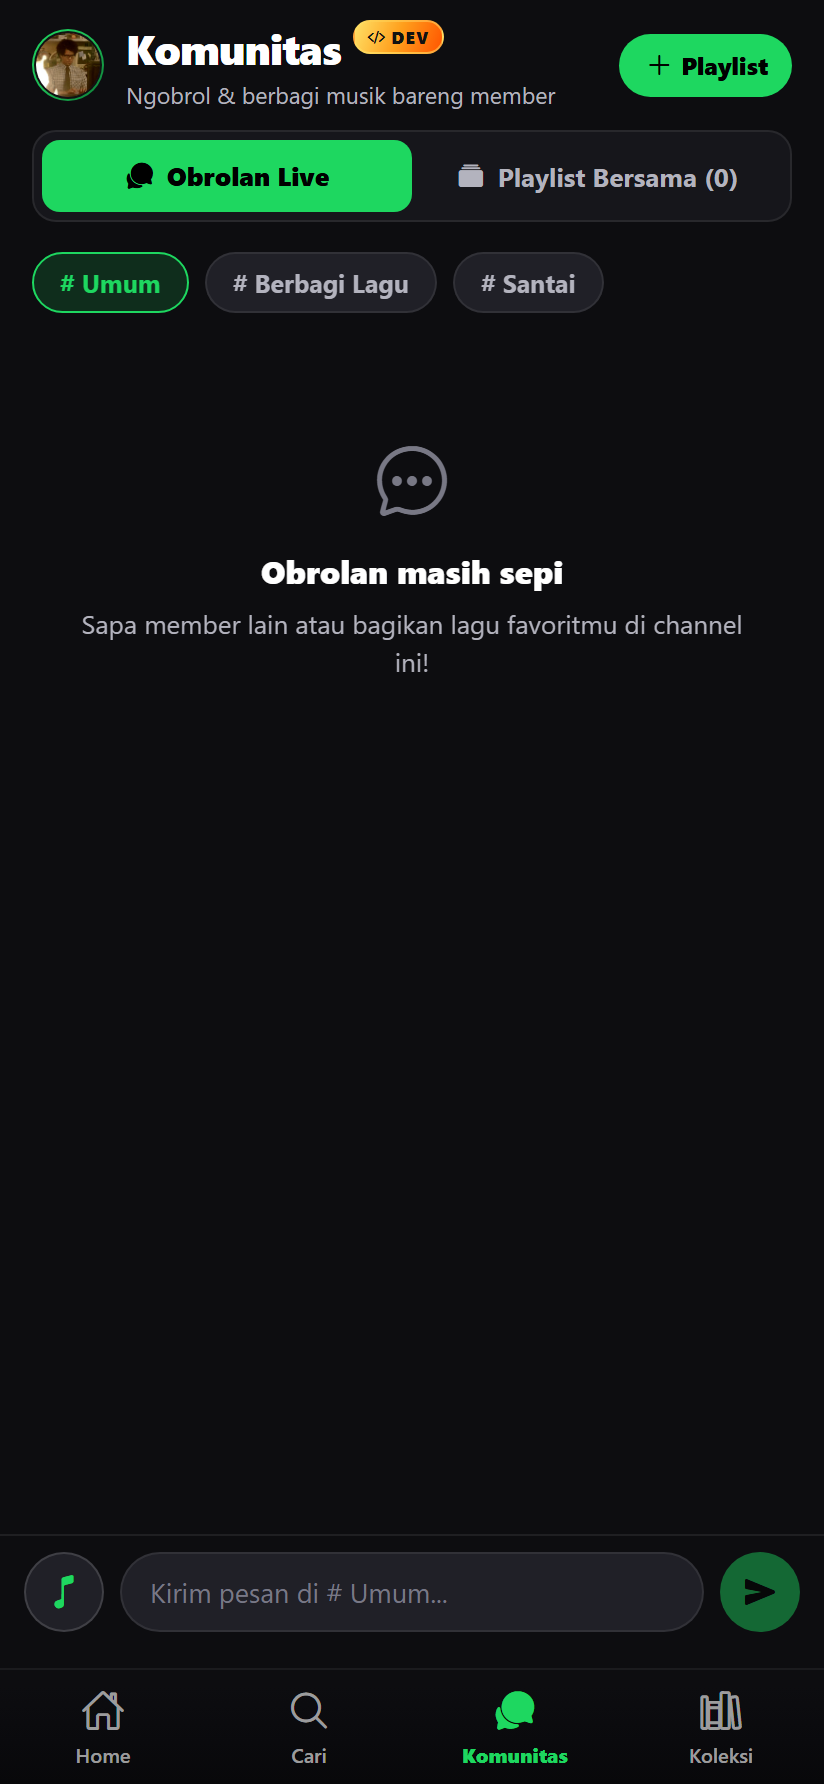 Komunitas
</> DEV
Ngobrol & berbagi musik bareng member
+ Playlist
Obrolan Live
Playlist Bersama (0)
# Umum
# Berbagi Lagu
# Santai
Obrolan masih sepi
Sapa member lain atau bagikan lagu favoritmu di channel
ini!
Kirim pesan di # Umum...
Home
Cari
Komunitas
Koleksi